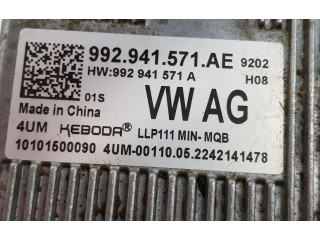 992.941.571.AE 9202
HW:992 941 571 A H08
01S VW AG
Made in China
4UM KEBODA® LLP111 MIN- MQB
10101500090 4UM-00110.05.2242141478